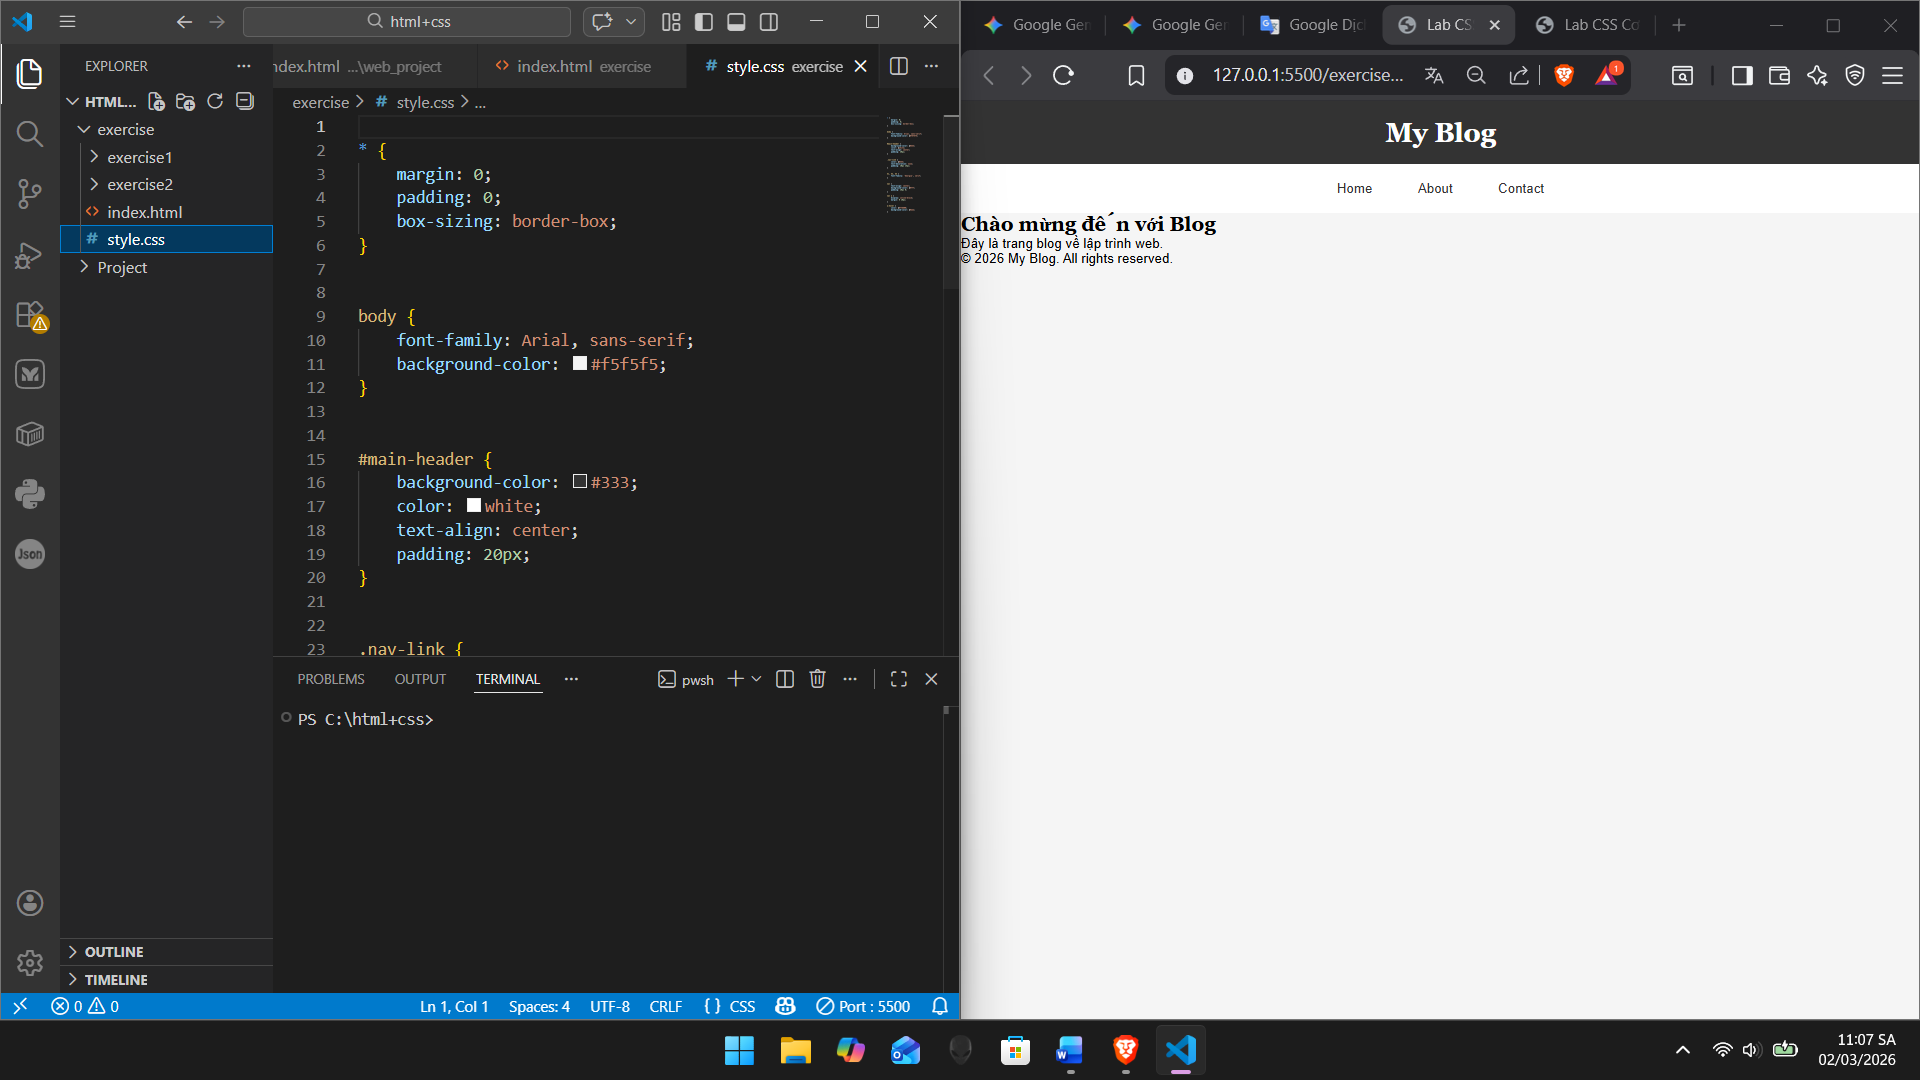 html+css
EXPLORER
HTML...
exercise
exercise1
exercise2
index.html
style.css
Project
OUTLINE
TIMELINE
ndex.html ...\web_project
index.html exercise
style.css exercise
exercise > # style.css > ...
1
2 * {
3 margin: 0;
4 padding: 0;
5 box-sizing: border-box;
6 }
7
8
9 body {
10 font-family: Arial, sans-serif;
11 background-color: #f5f5f5;
12 }
13
14
15 #main-header {
16 background-color: #333;
17 color: white;
18 text-align: center;
19 padding: 20px;
20 }
21
22
23 .nav-link {
PROBLEMS OUTPUT TERMINAL ...
pwsh
PS C:\html+css>
Json
0 0
Ln 1, Col 1 Spaces: 4 UTF-8 CRLF {} CSS Port : 5500
Google Ger
Google Ger
Google Dịc
Lab CS
Lab CSS Co
127.0.0.1:5500/exercise...
1
My Blog
Home About Contact
Chào mừng đến với Blog
Đây là trang blog về lập trình web.
© 2026 My Blog. All rights reserved.
11:07 SA
02/03/2026